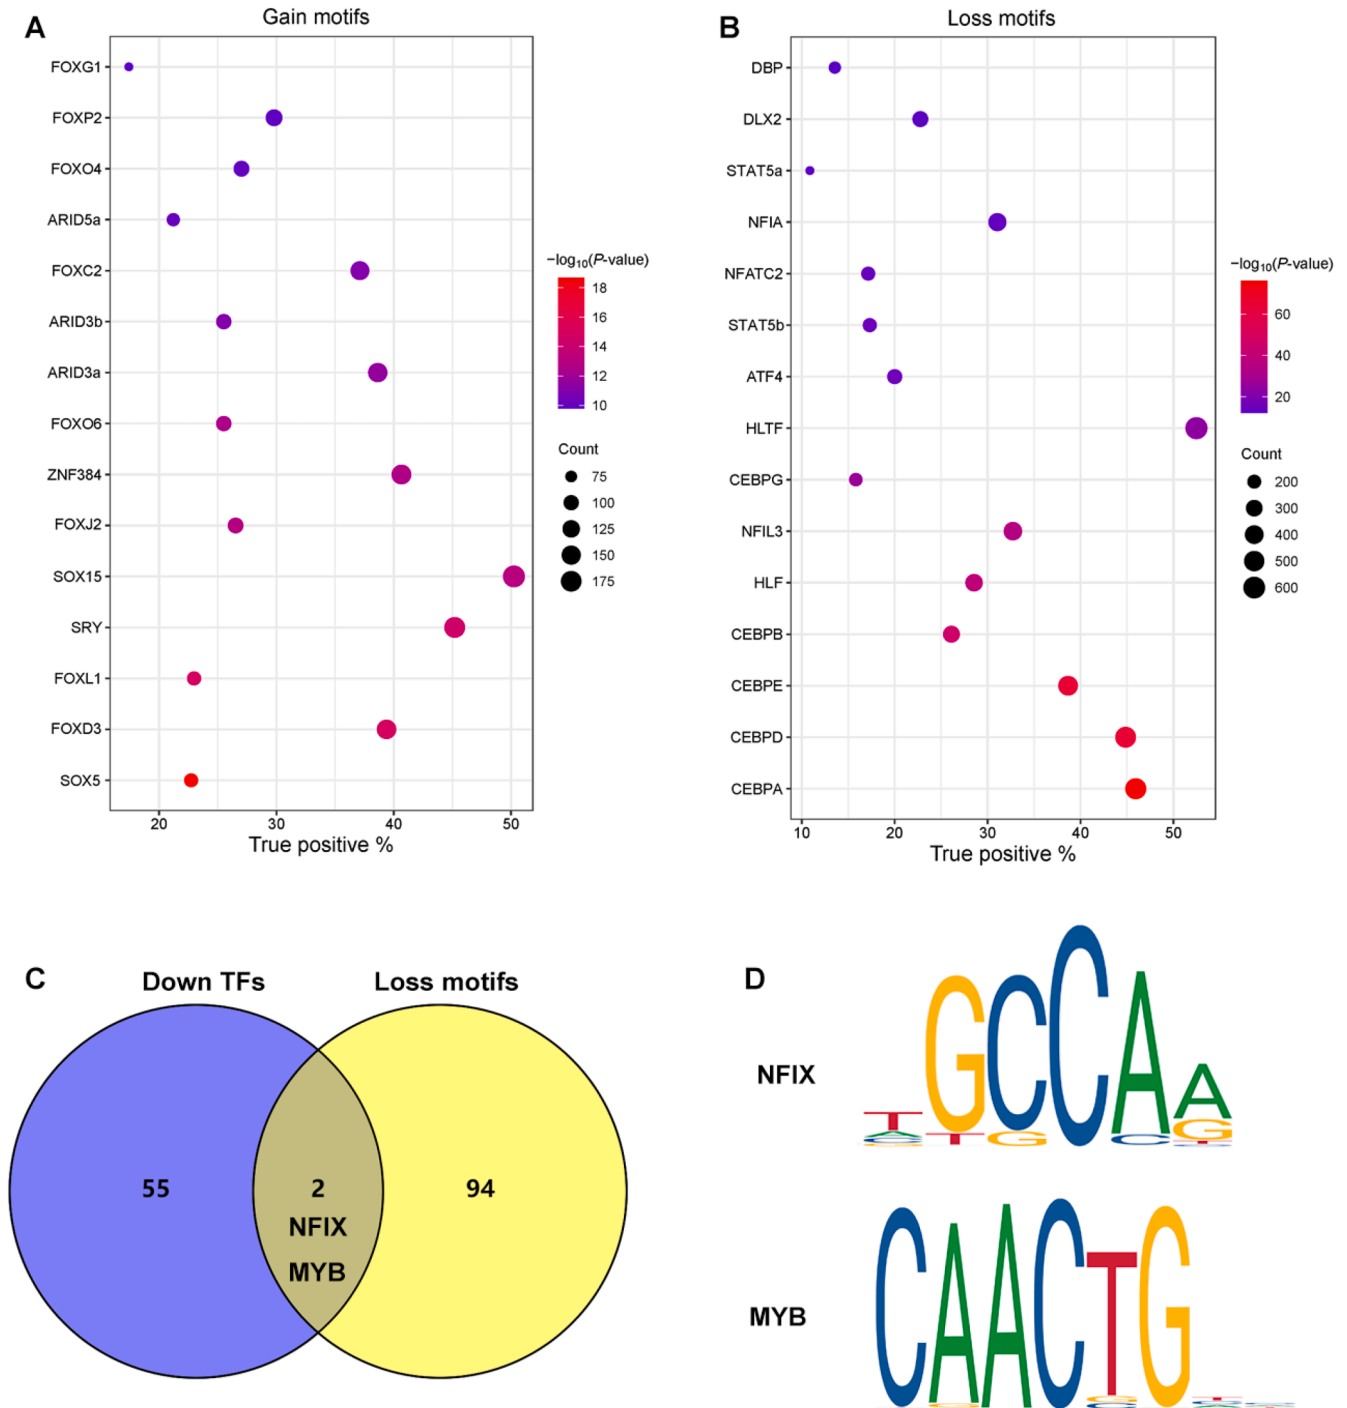 A
Gain motifs
FOXG1
FOXP2
FOXO4
ARID5a
FOXC2
ARID3b
ARID3a
FOXO6
ZNF384
FOXJ2
SOX15
SRY
FOXL1
FOXD3
SOX5
20 30 40 50
True positive %
−log10(P-value)
18
16
14
12
10
Count
75
100
125
150
175
B
Loss motifs
DBP
DLX2
STAT5a
NFIA
NFATC2
STAT5b
ATF4
HLTF
CEBPG
NFIL3
HLF
CEBPB
CEBPE
CEBPD
CEBPA
10 20 30 40 50
True positive %
−log10(P-value)
60
40
20
Count
200
300
400
500
600
C
Down TFs Loss motifs
55 2 94
NFIX
MYB
D
NFIX
TGCCAA
MYB
CAACTG